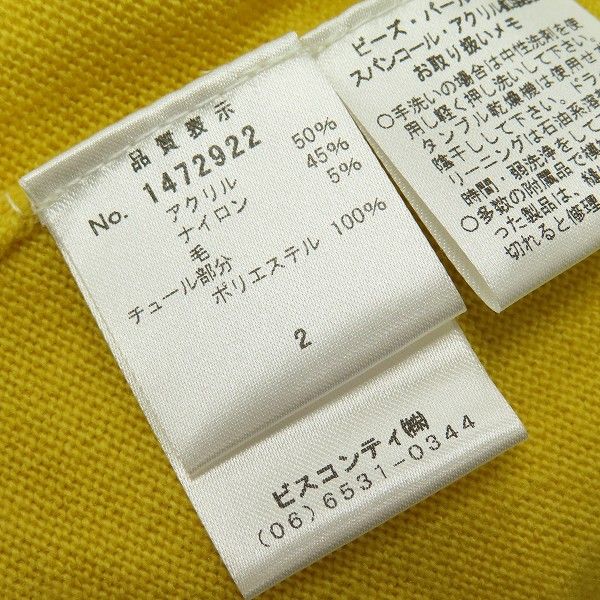 品質表示
No. 1472922
アクリル 50%
ナイロン 45%
毛 5%
チュール部分
ポリエステル 100%
2
ビスコンティ㈱
(06)6531-0344
ビーズ・パール
スパンコール・アクリル
お取り扱いメモ
○手洗いの場合は中性洗剤を使
用し軽く押し洗いして下さい。
タンブル乾燥機は使用せず
陰干しして下さい。ドラ
リーニングは石油系溶
時間・弱洗浄をして
○多数の附属品で構
った製品は、
切れると修理